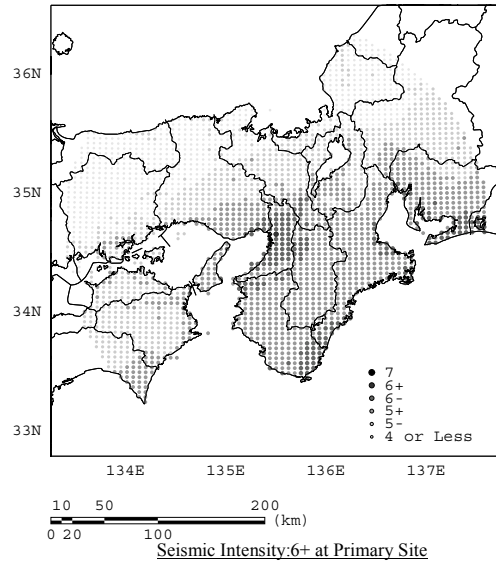 36N
35N
34N
33N
7
6+
6-
5+
5-
4 or Less
134E 135E 136E 137E
10 50 200
(km)
0 20 100
Seismic Intensity:6+ at Primary Site